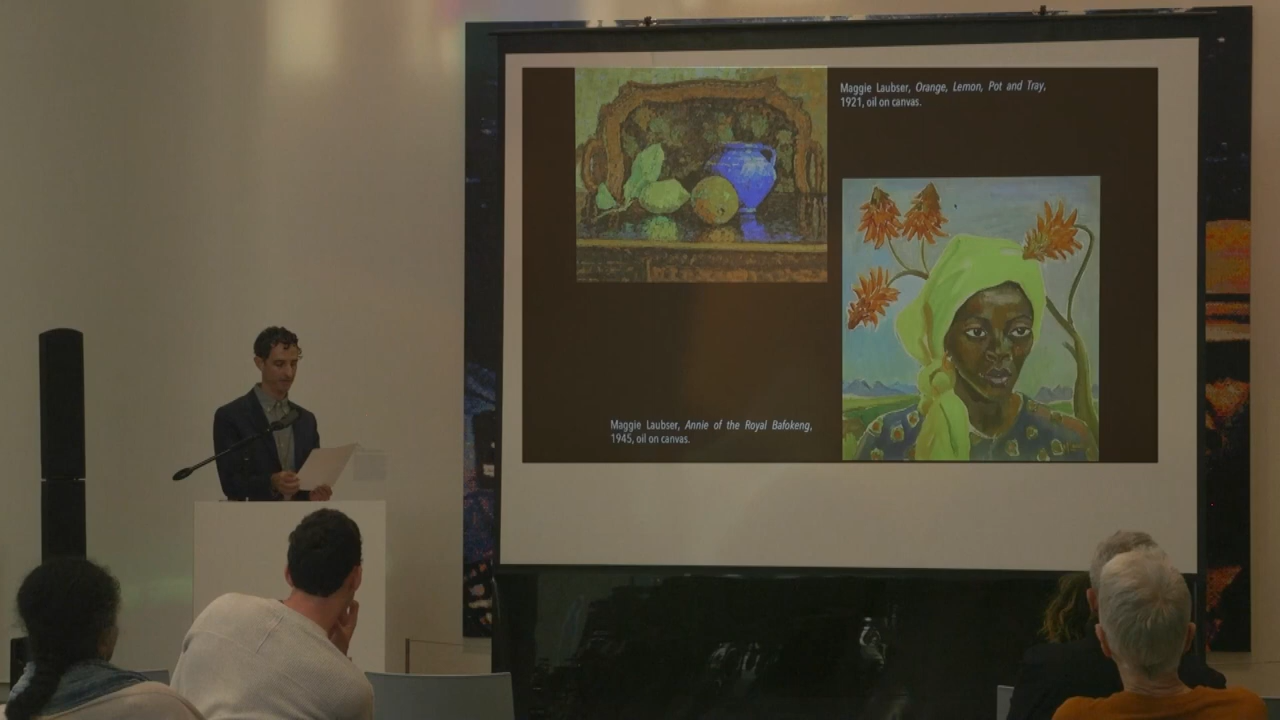 Maggie Laubser, Orange, Lemon, Pot and Tray,
1921, oil on canvas.
Maggie Laubser, Annie of the Royal Bafokeng,
1945, oil on canvas.